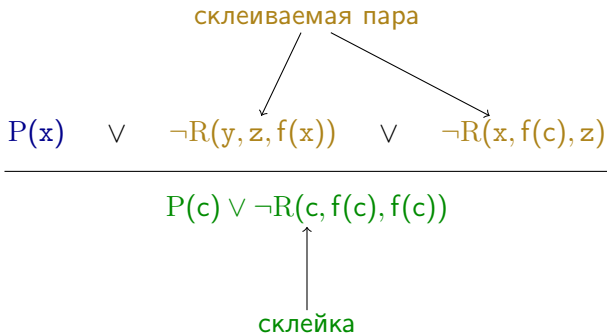 склеиваемая пара
P(x) ∨ ¬R(y, z, f(x)) ∨ ¬R(x, f(c), z)
P(c) ∨ ¬R(c, f(c), f(c))
склейка